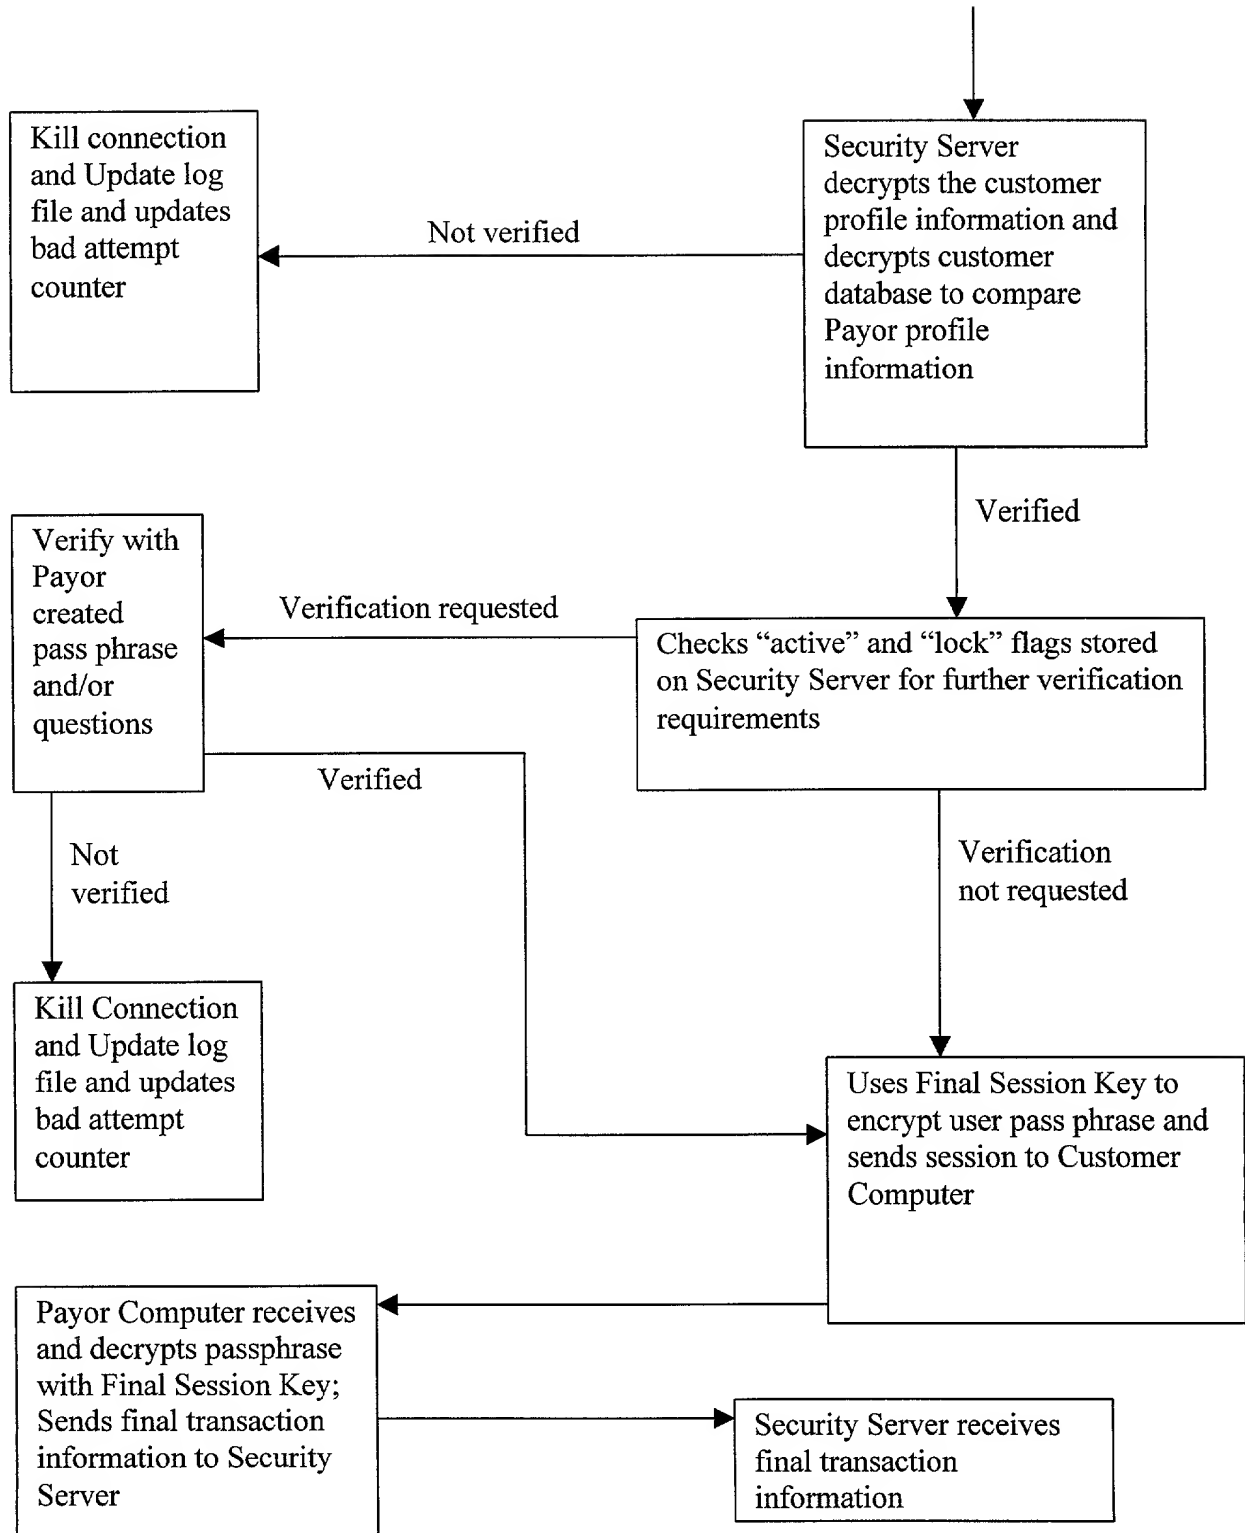 Kill connection
and Update log
file and updates
bad attempt
counter
Not verified
Security Server
decrypts the customer
profile information and
decrypts customer
database to compare
Payor profile
information
Verified
Verify with
Payor
created
pass phrase
and/or
questions
Verification requested
Checks “active” and “lock” flags stored
on Security Server for further verification
requirements
Verified
Not
verified
Verification
not requested
Kill Connection
and Update log
file and updates
bad attempt
counter
Uses Final Session Key to
encrypt user pass phrase and
sends session to Customer
Computer
Payor Computer receives
and decrypts passphrase
with Final Session Key;
Sends final transaction
information to Security
Server
Security Server receives
final transaction
information